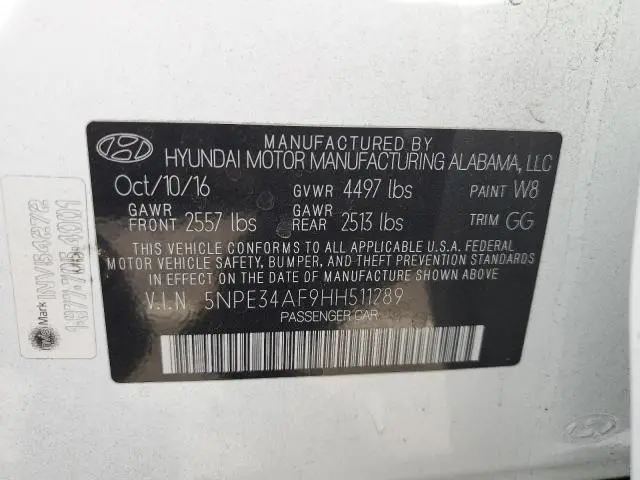 MANUFACTURED BY
HYUNDAI MOTOR MANUFACTURING ALABAMA, LLC
Oct/10/16 GVWR 4497 lbs PAINT W8
GAWR FRONT 2557 lbs GAWR REAR 2513 lbs TRIM GG
THIS VEHICLE CONFORMS TO ALL APPLICABLE U.S.A. FEDERAL
MOTOR VEHICLE SAFETY, BUMPER, AND THEFT PREVENTION
STANDARDS IN EFFECT ON THE DATE OF MANUFACTURE SHOWN ABOVE.
V.I.N 5NPE34AF9HH511289
PASSENGER CAR
Mark